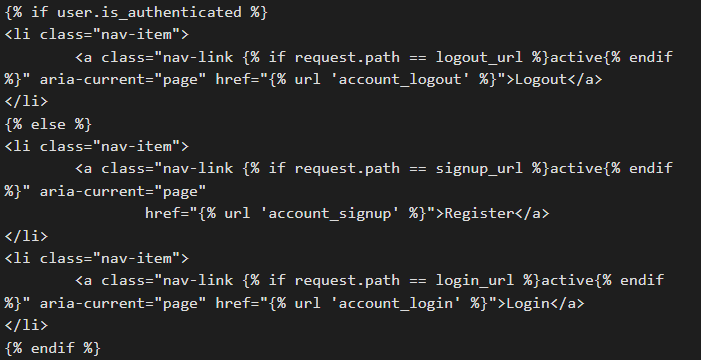 {% if user.is_authenticated %}
<li class="nav-item">
        <a class="nav-link {% if request.path == logout_url %}active{% endif
%}" aria-current="page" href="{% url 'account_logout' %}">Logout</a>
</li>
{% else %}
<li class="nav-item">
        <a class="nav-link {% if request.path == signup_url %}active{% endif
%}" aria-current="page"
                href="{% url 'account_signup' %}">Register</a>
</li>
<li class="nav-item">
        <a class="nav-link {% if request.path == login_url %}active{% endif
%}" aria-current="page" href="{% url 'account_login' %}">Login</a>
</li>
{% endif %}